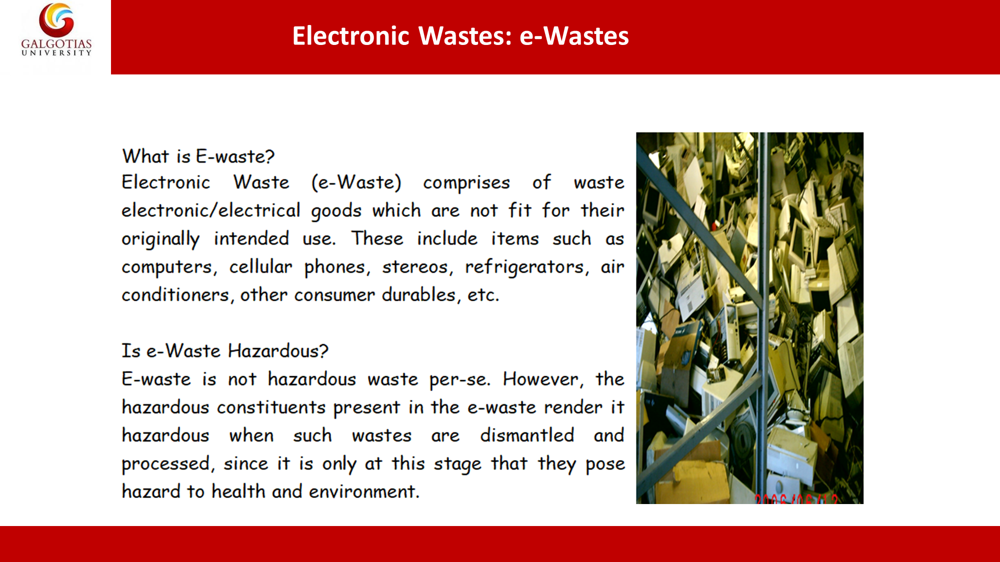 GALGOTIAS
UNIVERSITY
Electronic Wastes: e-Wastes
What is E-waste?
Electronic Waste (e-Waste) comprises of waste
electronic/electrical goods which are not fit for their
originally intended use. These include items such as
computers, cellular phones, stereos, refrigerators, air
conditioners, other consumer durables, etc.
Is e-Waste Hazardous?
E-waste is not hazardous waste per-se. However, the
hazardous constituents present in the e-waste render it
hazardous when such wastes are dismantled and
processed, since it is only at this stage that they pose
hazard to health and environment.